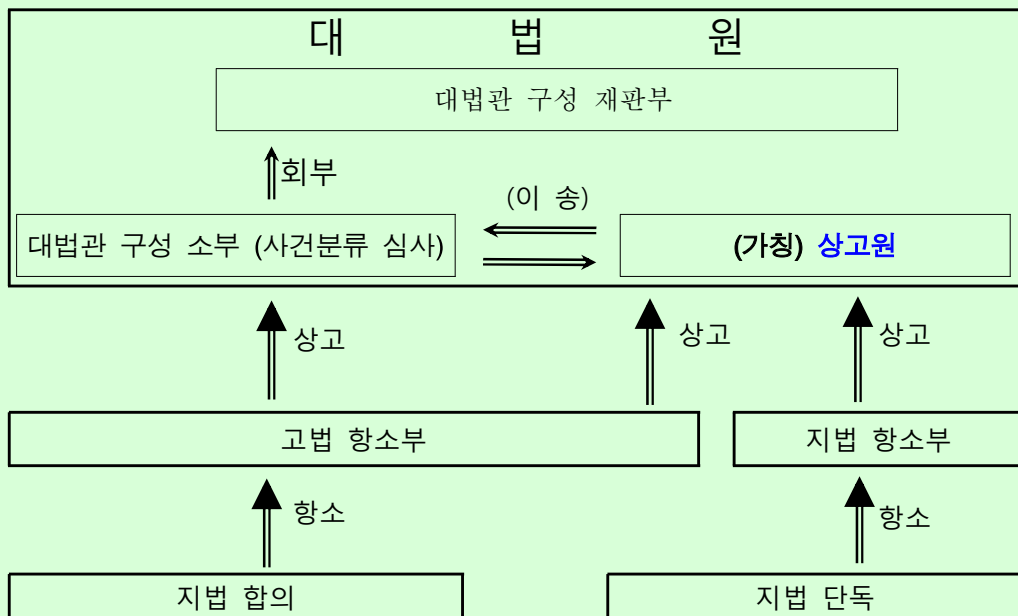 대 법 원
대법관 구성 재판부
회부
(이 송)
대법관 구성 소부 (사건분류 심사)
(가칭) 상고원
상고
상고
상고
고법 항소부
지법 항소부
항소
항소
지법 합의
지법 단독